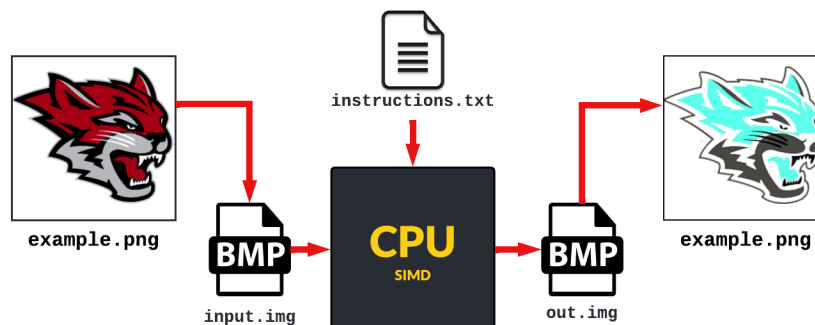 instructions.txt
example.png
BMP
input.img
CPU
SIMD
BMP
out.img
example.png